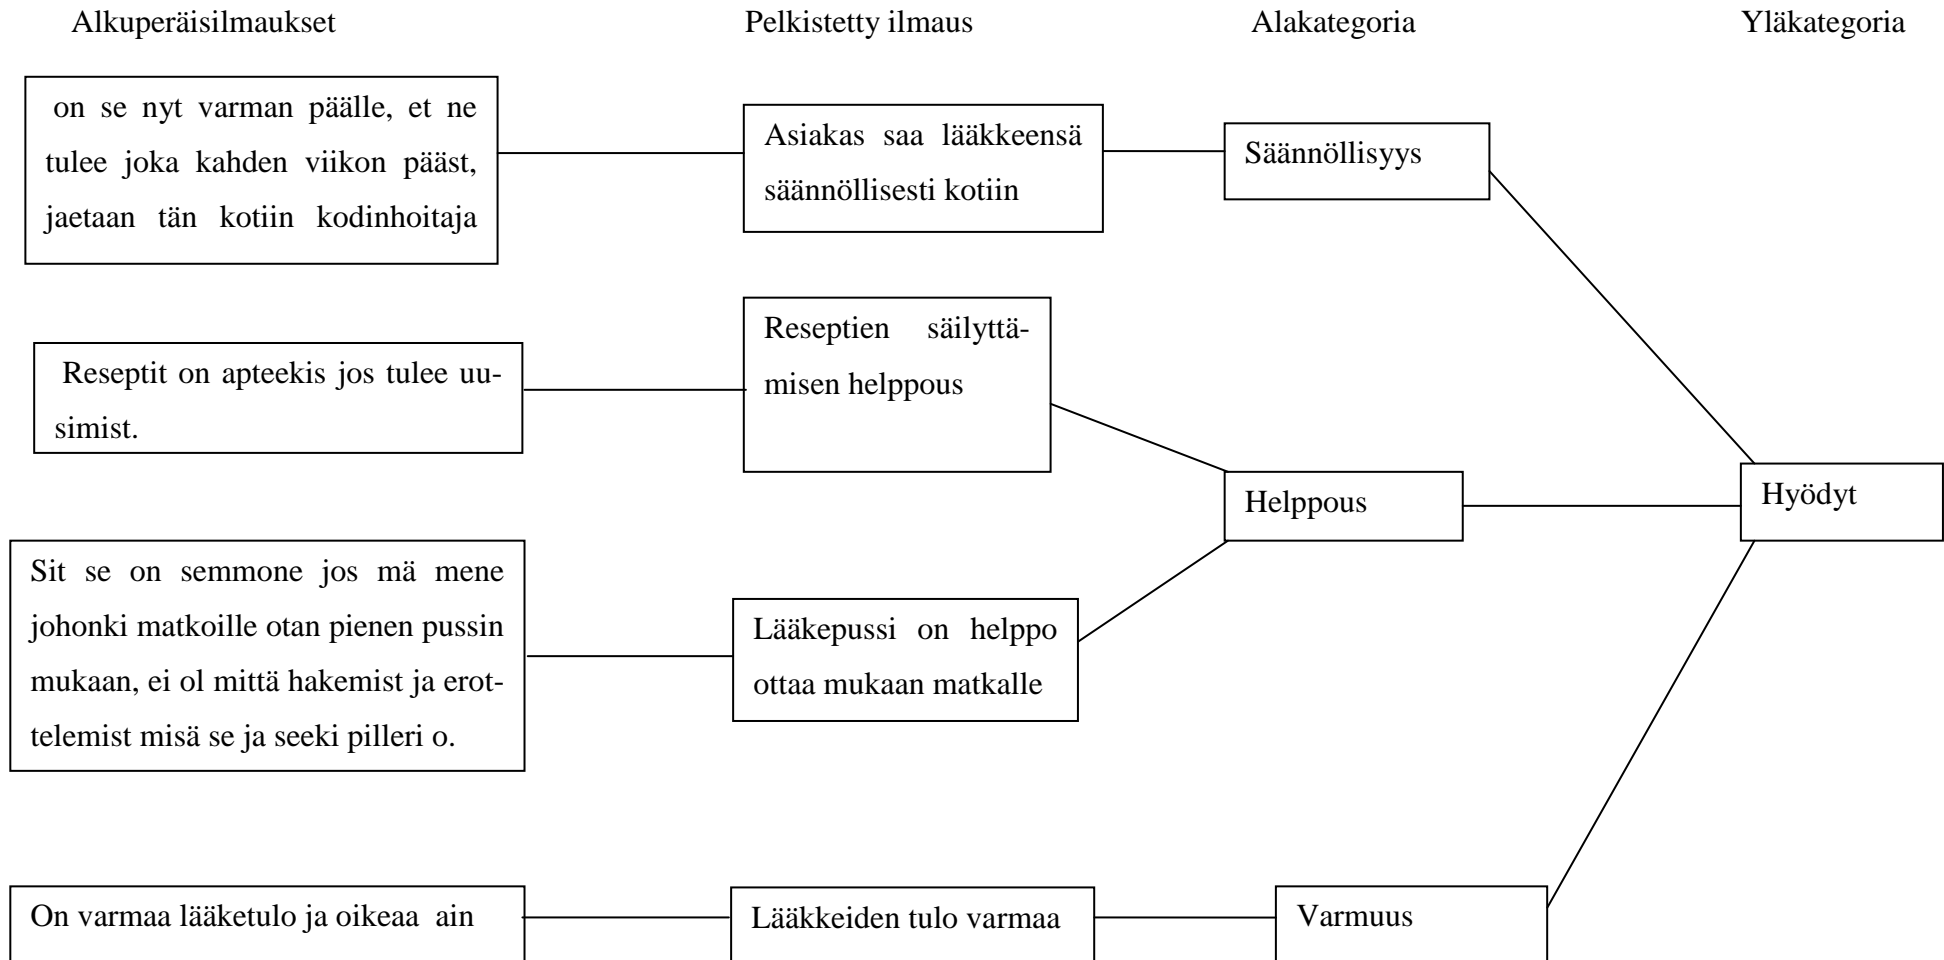 Alkuperäisilmaukset
Pelkistetty ilmaus
Alakategoria
Yläkategoria
on se nyt varman päälle, et ne
tulee joka kahden viikon pääst,
jaetaan tän kotiin kodinhoitaja
Asiakas saa lääkkeensä
säännöllisesti kotiin
Säännöllisyys
Reseptit on apteekis jos tulee uu-
simist.
Reseptien säilyttä-
misen helppous
Helppous
Hyödyt
Sit se on semmone jos mä mene
johonki matkoille otan pienen pussin
mukaan, ei ol mittä hakemist ja erot-
telemist misä se ja seeki pilleri o.
Lääkepussi on helppo
ottaa mukaan matkalle
On varmaa lääketulo ja oikeaa ain
Lääkkeiden tulo varmaa
Varmuus